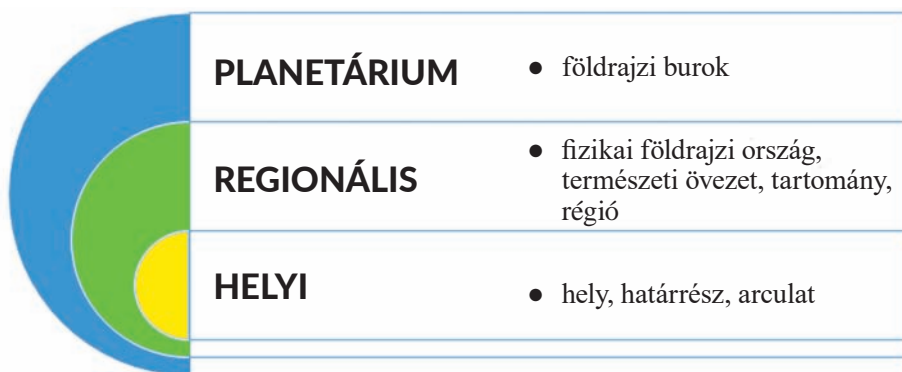 PLANETÁRIUM
● földrajzi burok
REGIONÁLIS
● fizikai földrajzi ország,
természeti övezet, tartomány,
régió
HELYI
● hely, határrész, arculat